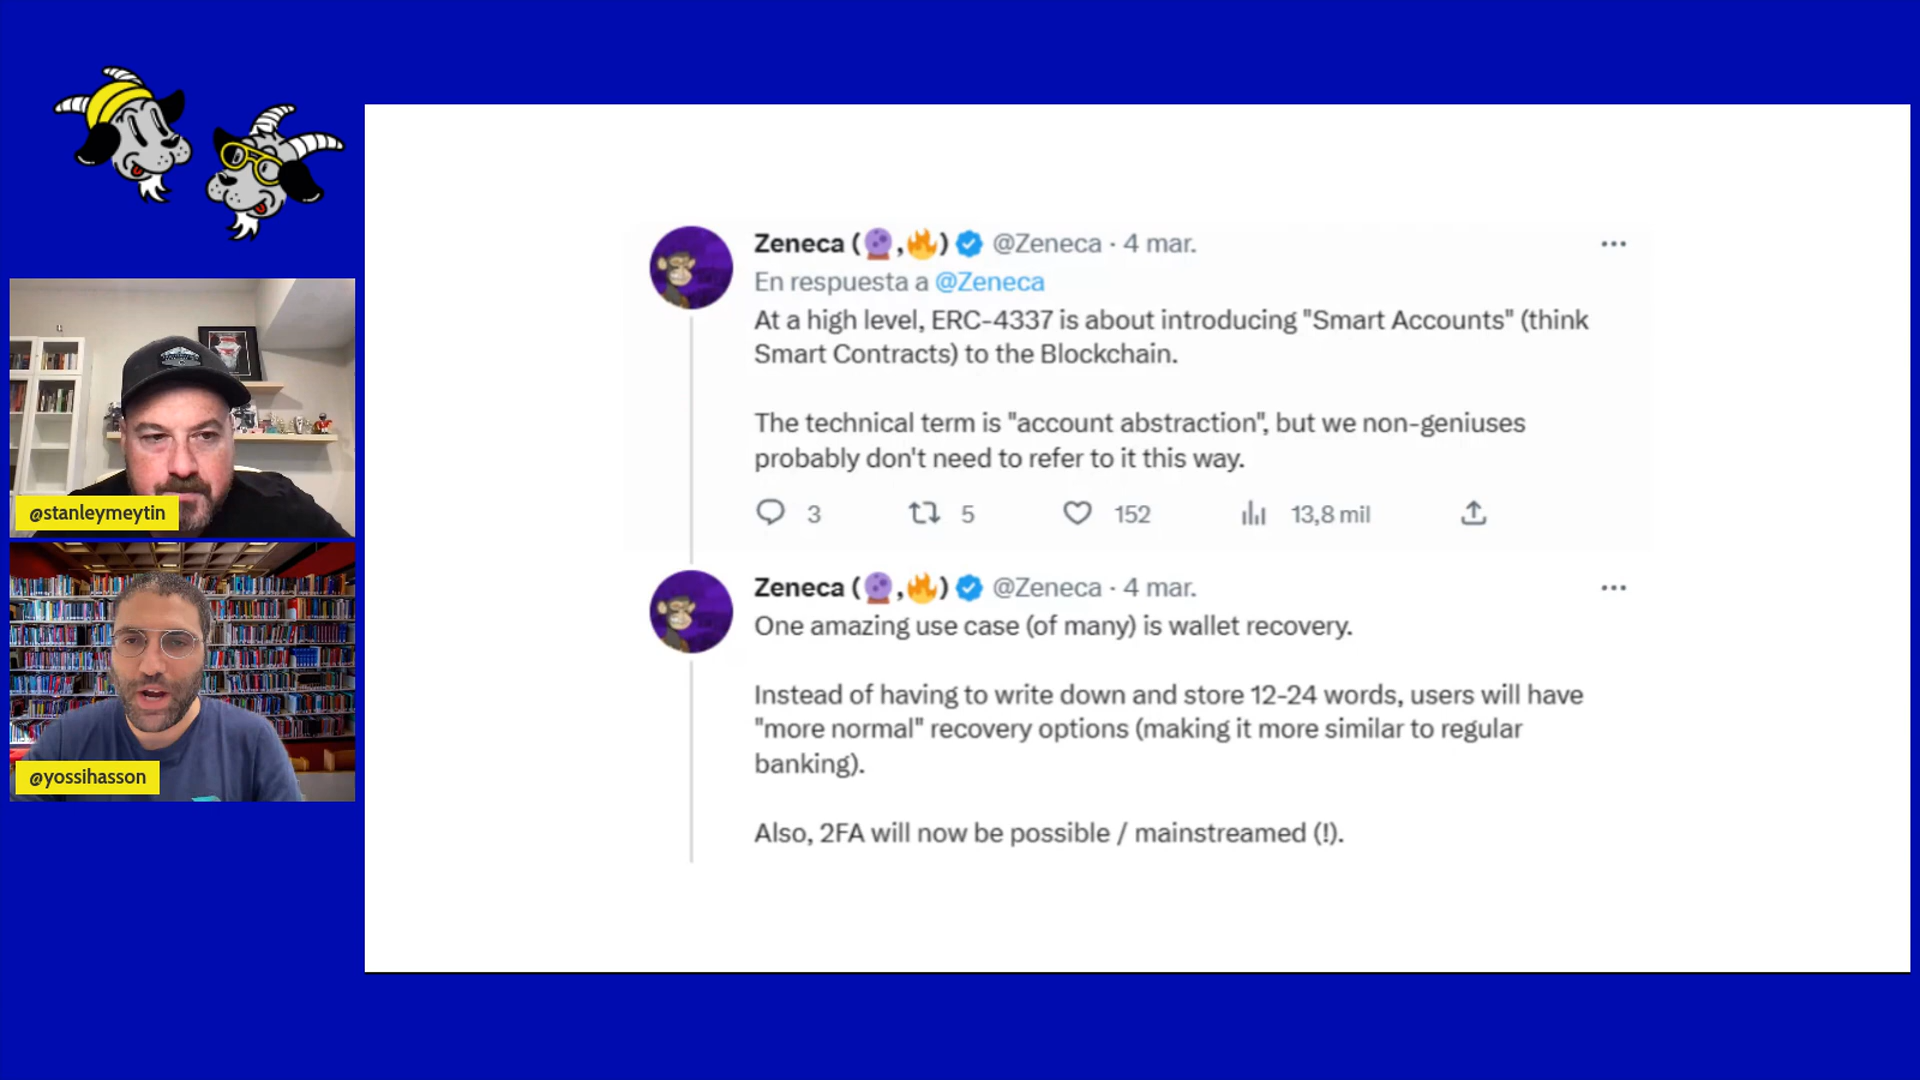 Zeneca (🔮,🔥) @Zeneca · 4 mar.
En respuesta a @Zeneca
At a high level, ERC-4337 is about introducing "Smart Accounts" (think
Smart Contracts) to the Blockchain.
The technical term is "account abstraction", but we non-geniuses
probably don't need to refer to it this way.
3 5 152 13,8 mil
Zeneca (🔮,🔥) @Zeneca · 4 mar.
One amazing use case (of many) is wallet recovery.
Instead of having to write down and store 12-24 words, users will have
"more normal" recovery options (making it more similar to regular
banking).
Also, 2FA will now be possible / mainstreamed (!).
@stanleymeytin
@yossihasson